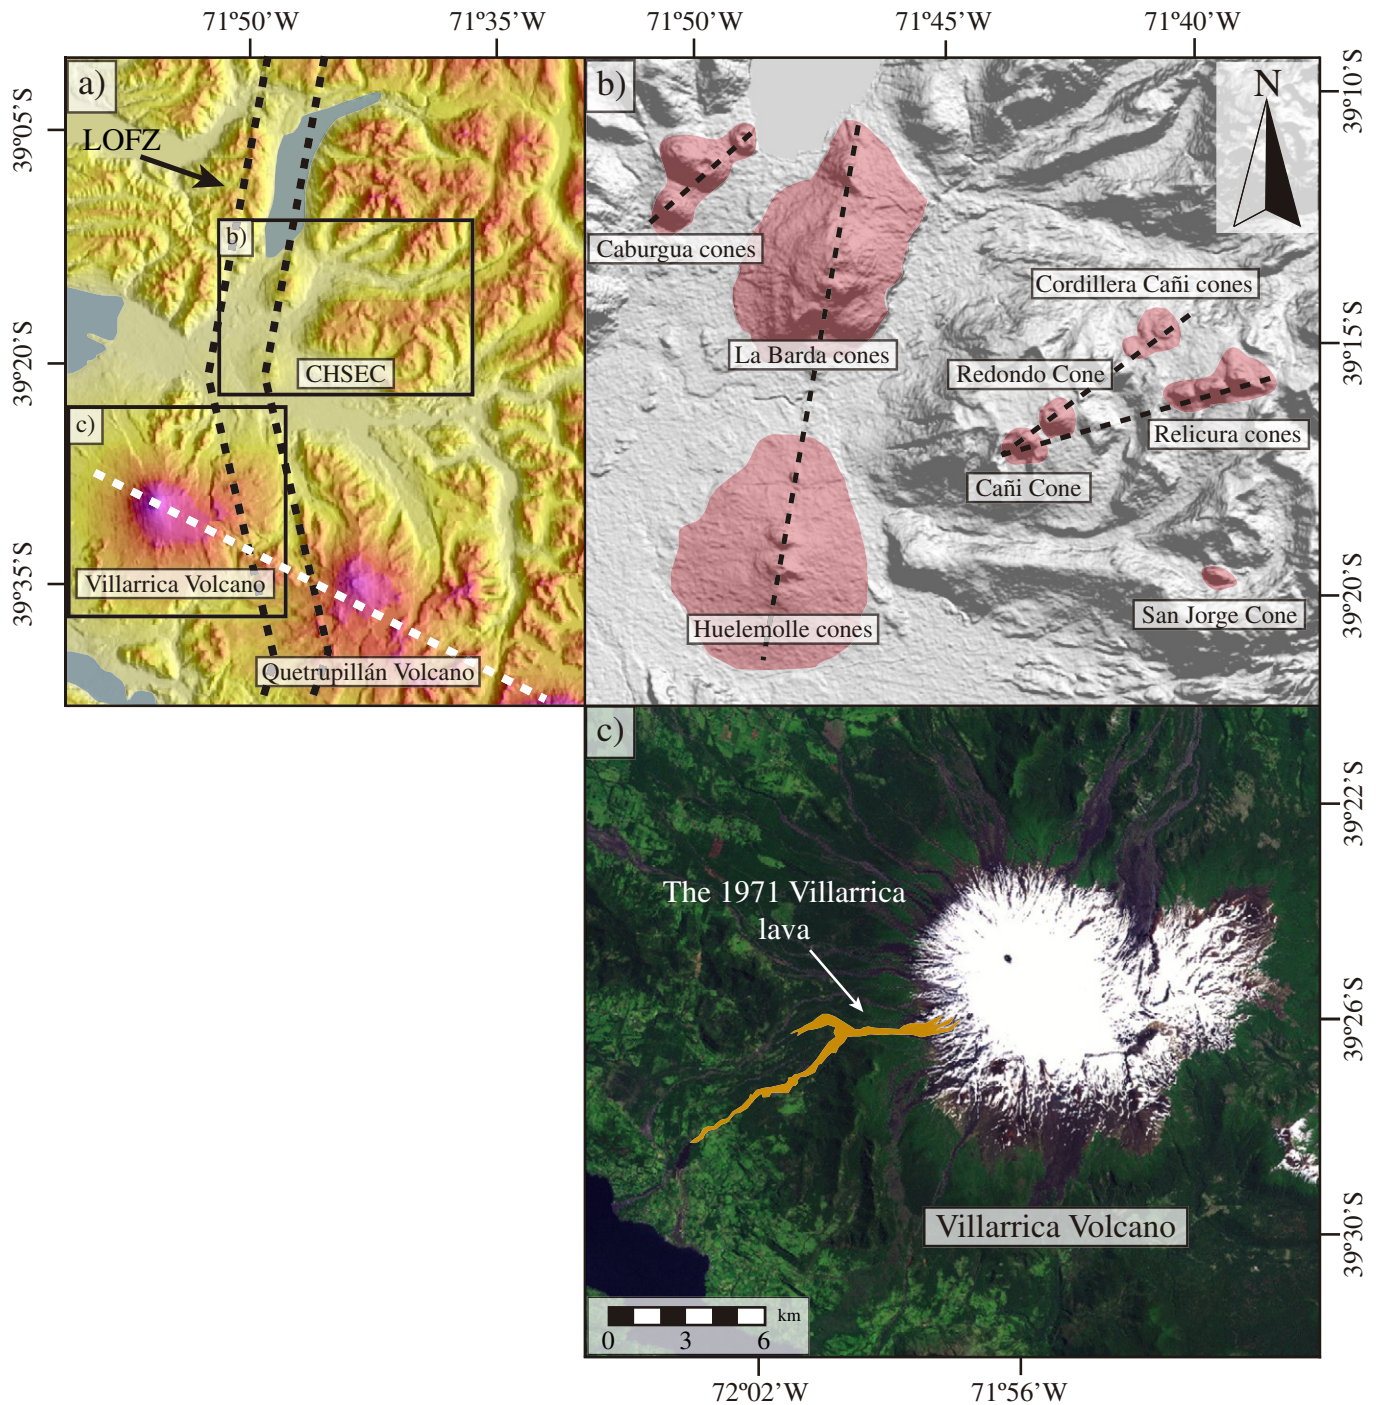 71º50’W
71º35’W
71º50’W
71º45’W
71º40’W
a)
39º05’S
39º20’S
39º35’S
LOFZ
b)
CHSEC
c)
Villarrica Volcano
Quetrupillán Volcano
b)
N
39º10’S
39º15’S
39º20’S
Caburgua cones
Cordillera Cañi cones
La Barda cones
Redondo Cone
Relicura cones
Cañi Cone
San Jorge Cone
Huelemolle cones
c)
The 1971 Villarrica
lava
Villarrica Volcano
39º22’S
39º26’S
39º30’S
km
0 3 6
72º02’W
71º56’W